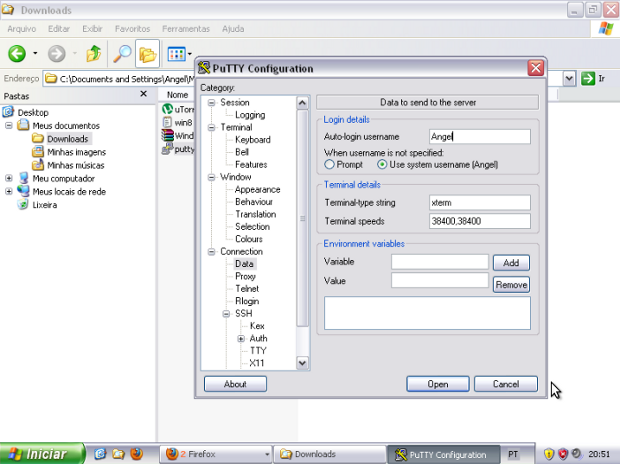 Downloads
Arquivo Editar Exibir Favoritos Ferramentas Ajuda
Endereço C:\Documents and Settings\Angel\M
Ir
Pastas
Nome
Desktop
Meus documentos
Downloads
Minhas imagens
Minhas músicas
Meu computador
Meus locais de rede
Lixeira
uTorr
win8
Wind
putty
PuTTY Configuration
Category:
Session
Logging
Terminal
Keyboard
Bell
Features
Window
Appearance
Behaviour
Translation
Selection
Colours
Connection
Data
Proxy
Telnet
Rlogin
SSH
Kex
Auth
TTY
X11
Data to send to the server
Login details
Auto-login username Angel
When username is not specified:
Prompt Use system username (Angel)
Terminal details
Terminal-type string xterm
Terminal speeds 38400,38400
Environment variables
Variable Add
Value Remove
About Open Cancel
Iniciar 2 Firefox Downloads PuTTY Configuration PT 20:51